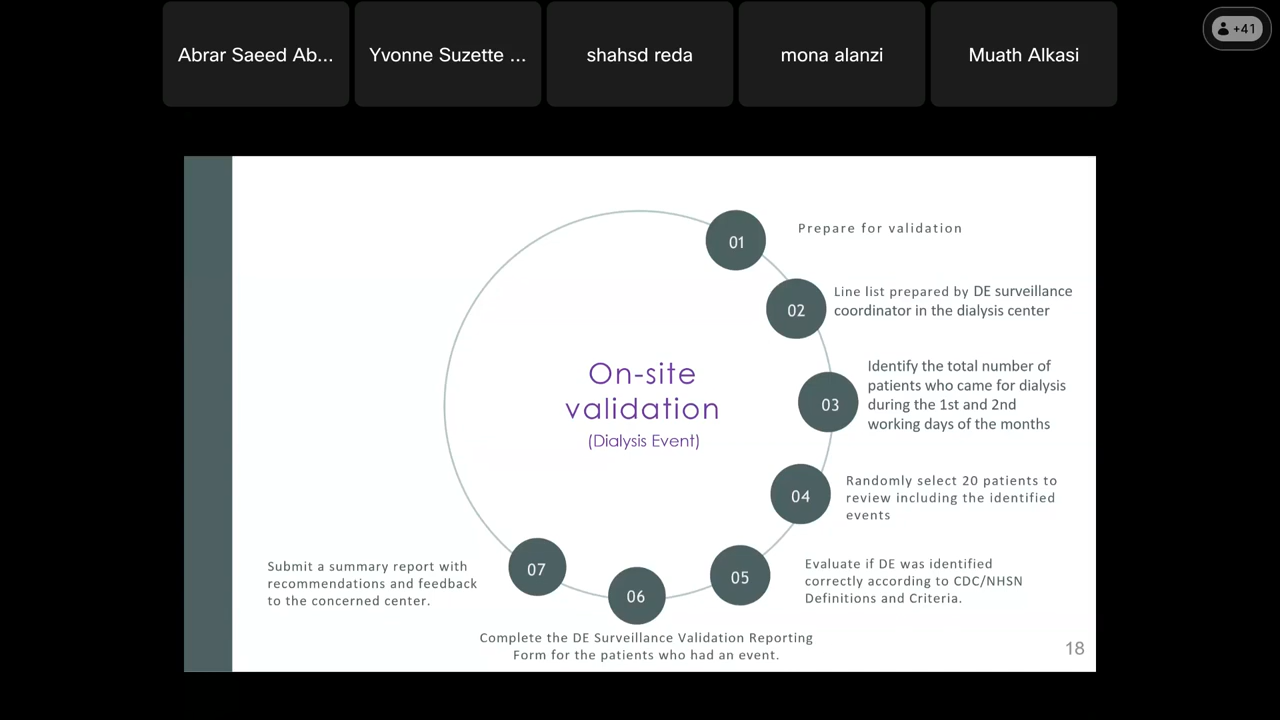 Abrar Saeed Ab...
Yvonne Suzette ...
shahsd reda
mona alanzi
Muath Alkasi
+41
On-site
validation
(Dialysis Event)
01
Prepare for validation
02
Line list prepared by DE surveillance
coordinator in the dialysis center
03
Identify the total number of
patients who came for dialysis
during the 1st and 2nd
working days of the months
04
Randomly select 20 patients to
review including the identified
events
05
Evaluate if DE was identified
correctly according to CDC/NHSN
Definitions and Criteria.
06
Complete the DE Surveillance Validation Reporting
Form for the patients who had an event.
07
Submit a summary report with
recommendations and feedback
to the concerned center.
18